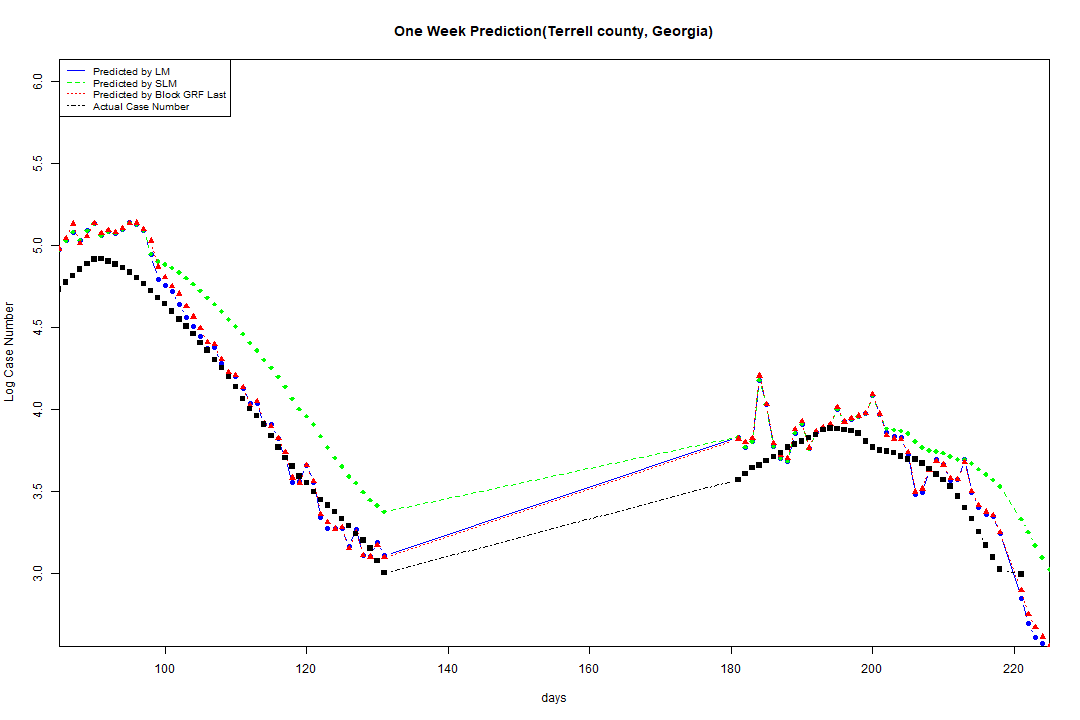 One Week Prediction(Terrell county, Georgia)
Predicted by LM
Predicted by SLM
Predicted by Block GRF Last
Actual Case Number
6.0
5.5
5.0
4.5
4.0
3.5
3.0
Log Case Number
100 120 140 160 180 200 220
days